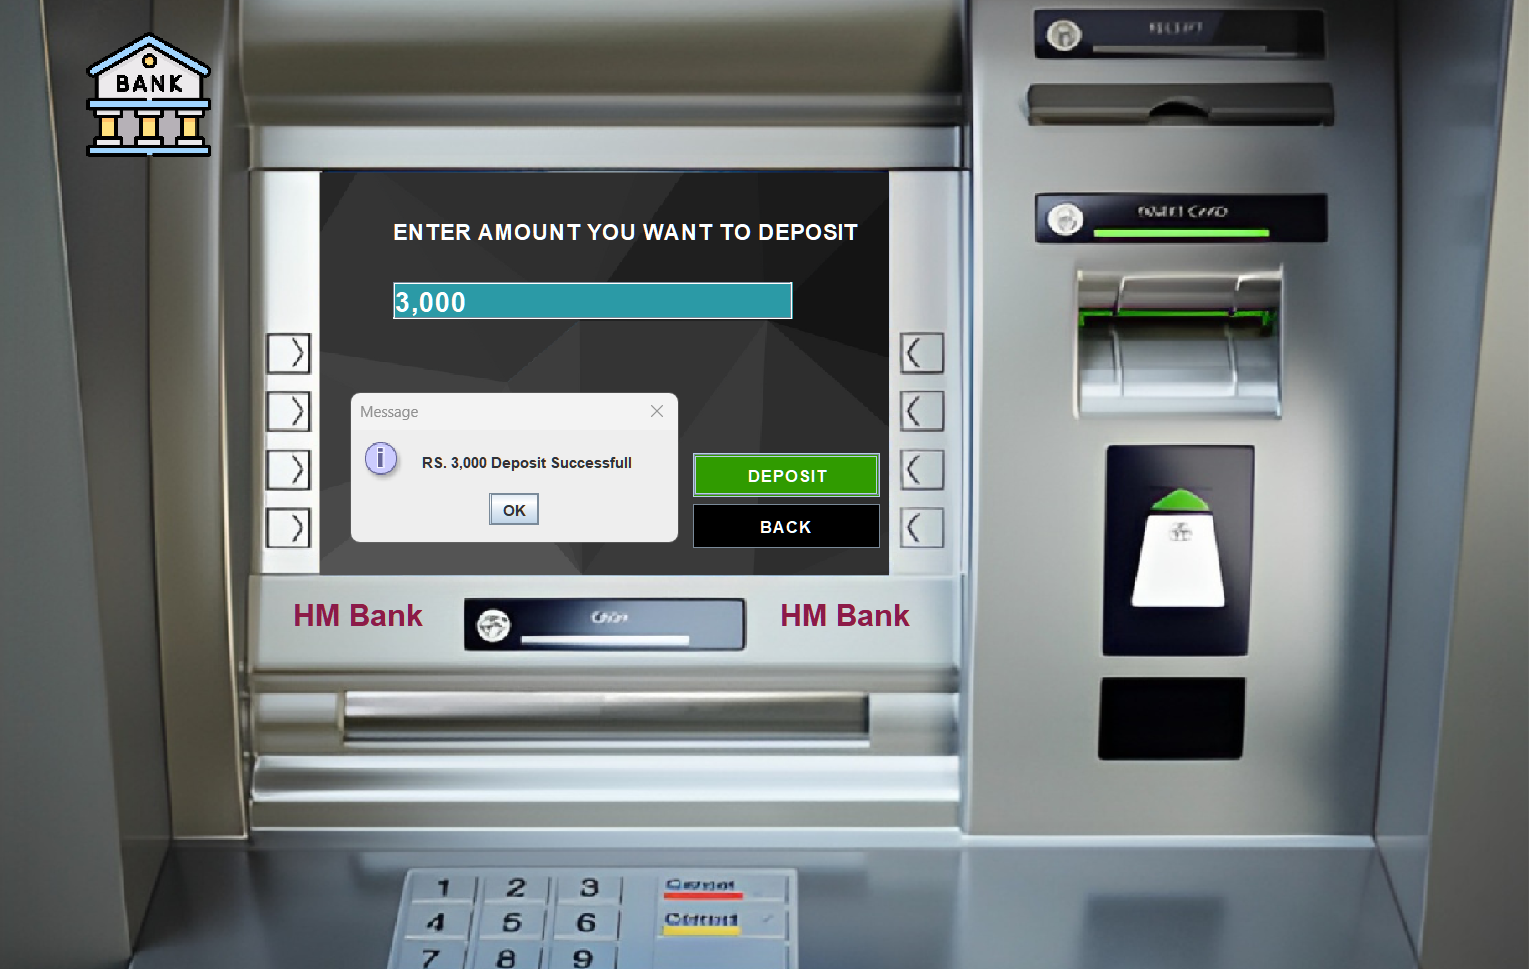 BANK
ENTER AMOUNT YOU WANT TO DEPOSIT
3,000
Message
RS. 3,000 Deposit Successfull
OK
DEPOSIT
BACK
HM Bank
HM Bank
1 2 3
4 5 6
7 8 9